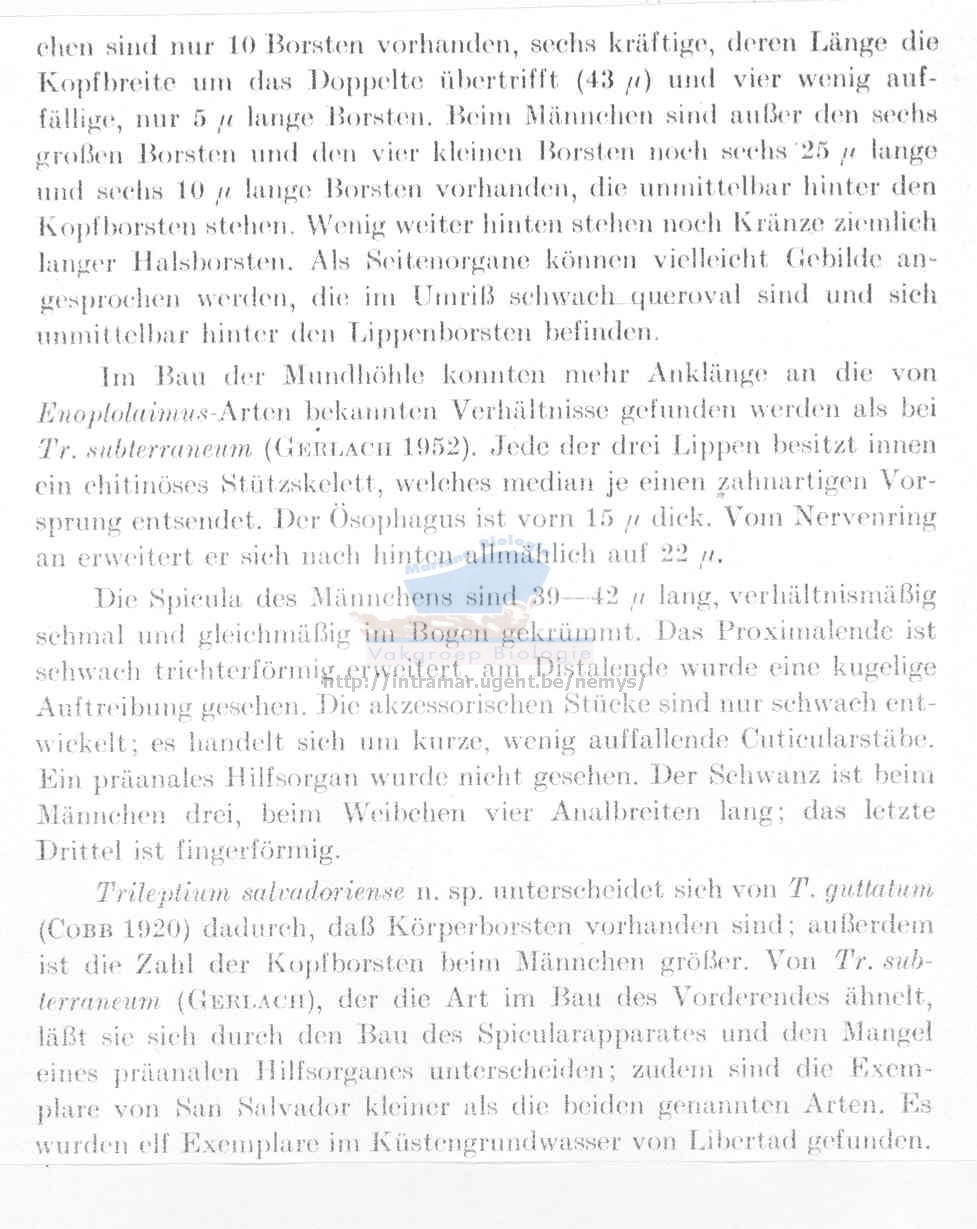 chen sind nur 10 Borsten vorhanden, sechs kräftige, deren Länge die
Kopfbreite um das Doppelte übertrifft (43 µ) und vier wenig auf-
fällige, nur 5 µ lange Borsten. Beim Männchen sind außer den sechs
großen Borsten und den vier kleinen Borsten noch sechs 25 µ lange
und sechs 10 µ lange Borsten vorhanden, die unmittelbar hinter den
Kopfborsten stehen. Wenig weiter hinten stehen noch Kränze ziemlich
langer Halsborsten. Als Seitenorgane können vielleicht Gebilde an-
gesprochen werden, die im Umriß schwach queroval sind und sich
unmittelbar hinter den Lippenborsten befinden.
Im Bau der Mundhöhle konnten mehr Anklänge an die von
Enoplolaimus-Arten bekannten Verhältnisse gefunden werden als bei
Tr. subterraneum (GERLACH 1952). Jede der drei Lippen besitzt innen
ein chitinöses Stützskelett, welches median je einen zahnartigen Vor-
sprung entsendet. Der Ösophagus ist vorn 15 µ dick. Vom Nervenring
an erweitert er sich nach hinten allmählich auf 22 µ.
Marine Biology
Die Spicula des Männchens sind 39—42 µ lang, verhältnismäßig
schmal und gleichmäßig im Bogen gekrümmt. Das Proximalende ist
Vakgroep Biologie
schwach trichterförmig erweitert, am Distalende wurde eine kugelige
http://intramar.ugent.be/nemys/
Auftreibung gesehen. Die akzessorischen Stücke sind nur schwach ent-
wickelt; es handelt sich um kurze, wenig auffallende Cuticularstäbe.
Ein präanales Hilfsorgan wurde nicht gesehen. Der Schwanz ist beim
Männchen drei, beim Weibchen vier Analbreiten lang; das letzte
Drittel ist fingerförmig.
Trileptium salvadoriense n. sp. unterscheidet sich von T. guttatum
(COBB 1920) dadurch, daß Körperborsten vorhanden sind; außerdem
ist die Zahl der Kopfborsten beim Männchen größer. Von Tr. sub-
terraneum (GERLACH), der die Art im Bau des Vorderendes ähnelt,
läßt sie sich durch den Bau des Spicularapparates und den Mangel
eines präanalen Hilfsorganes unterscheiden; zudem sind die Exem-
plare von San Salvador kleiner als die beiden genannten Arten. Es
wurden elf Exemplare im Küstengrundwasser von Libertad gefunden.